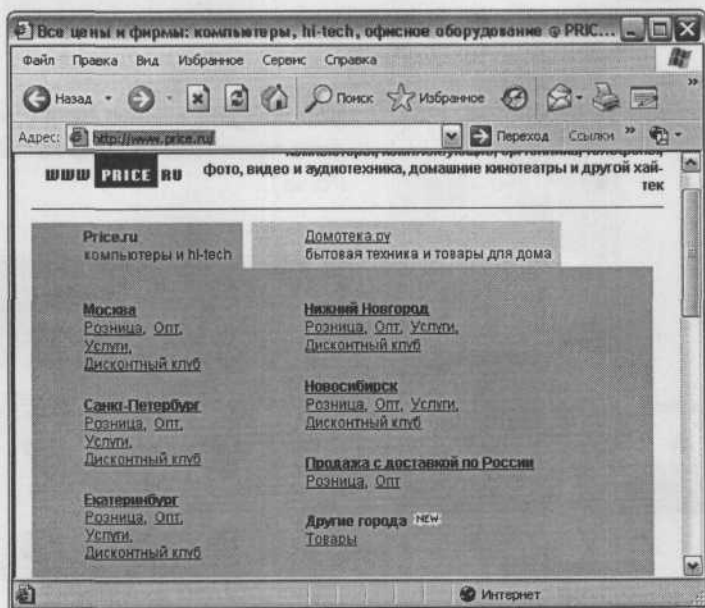 Все цены и фирмы: компьютеры, hi-tech, офисное оборудование @ PRIC...
Файл Правка Вид Избранное Сервис Справка
Назад Поиск Избранное »
Адрес: http://www.price.ru/ Переход Ссылки »
WWW PRICE RU
фото, видео и аудиотехника, домашние кинотеатры и другой хай-
тек
Price.ru
компьютеры и hi-tech
Домотека.ру
бытовая техника и товары для дома
Москва
Розница, Опт,
Услуги,
Дисконтный клуб
Санкт-Петербург
Розница, Опт,
Услуги,
Дисконтный клуб
Екатеринбург
Розница, Опт,
Услуги,
Дисконтный клуб
Нижний Новгород
Розница, Опт, Услуги,
Дисконтный клуб
Новосибирск
Розница, Опт, Услуги,
Дисконтный клуб
Продажа с доставкой по России
Розница, Опт
Другие города NEW
Товары
Интернет